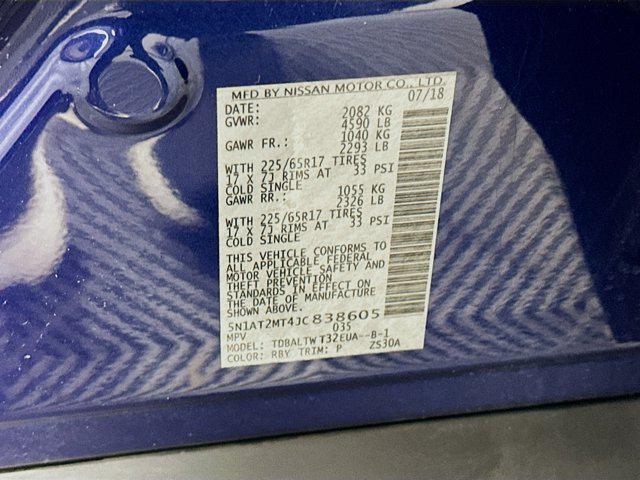 MFD BY NISSAN MOTOR CO., LTD.
DATE: 07/18
GVWR: 2082 KG
4590 LB
GAWR FR.: 1040 KG
2293 LB
WITH 225/65R17 TIRES
17 X 7J RIMS AT 33 PSI
COLD SINGLE
GAWR RR.: 1055 KG
2326 LB
WITH 225/65R17 TIRES
17 X 7J RIMS AT 33 PSI
COLD SINGLE
THIS VEHICLE CONFORMS TO
ALL APPLICABLE FEDERAL
MOTOR VEHICLE SAFETY AND
THEFT PREVENTION
STANDARDS IN EFFECT ON
THE DATE OF MANUFACTURE
5N1AT2MT4JC838605
MPV 035
MODEL: TDBALTWT32EUA--B-1
COLOR: RBY TRIM: P ZS30A